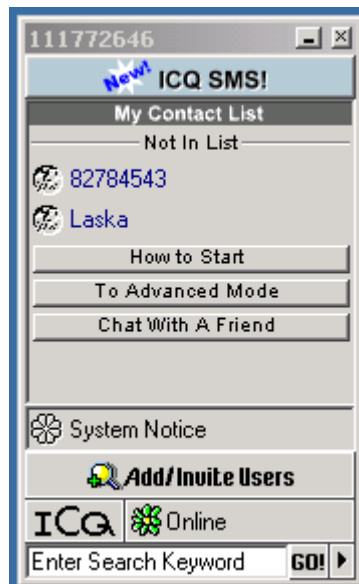 111772646
New! ICQ SMS!
My Contact List
Not In List
82784543
Laska
How to Start
To Advanced Mode
Chat With A Friend
System Notice
Add/Invite Users
ICQ Online
Enter Search Keyword GO!